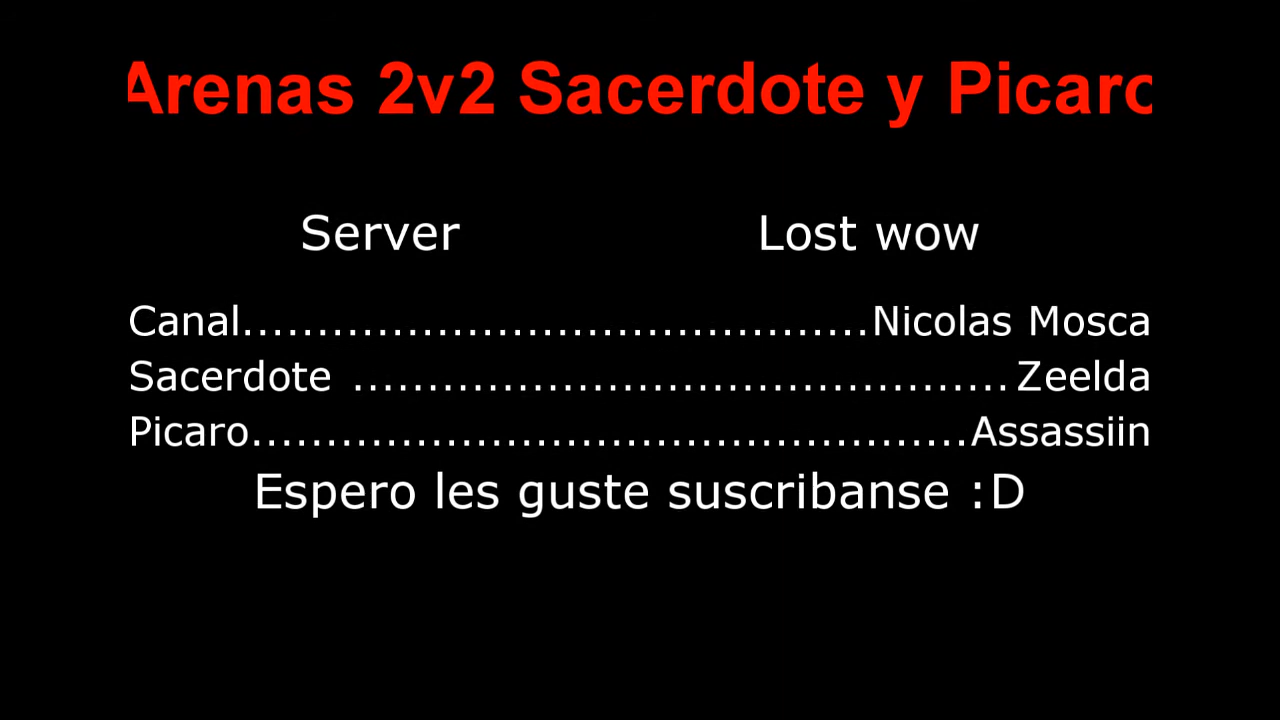 Arenas 2v2 Sacerdote y Picaro
Server Lost wow
Canal..........................................Nicolas Mosca
Sacerdote ............................................ Zeelda
Picaro................................................Assassiin
Espero les guste suscribanse :D